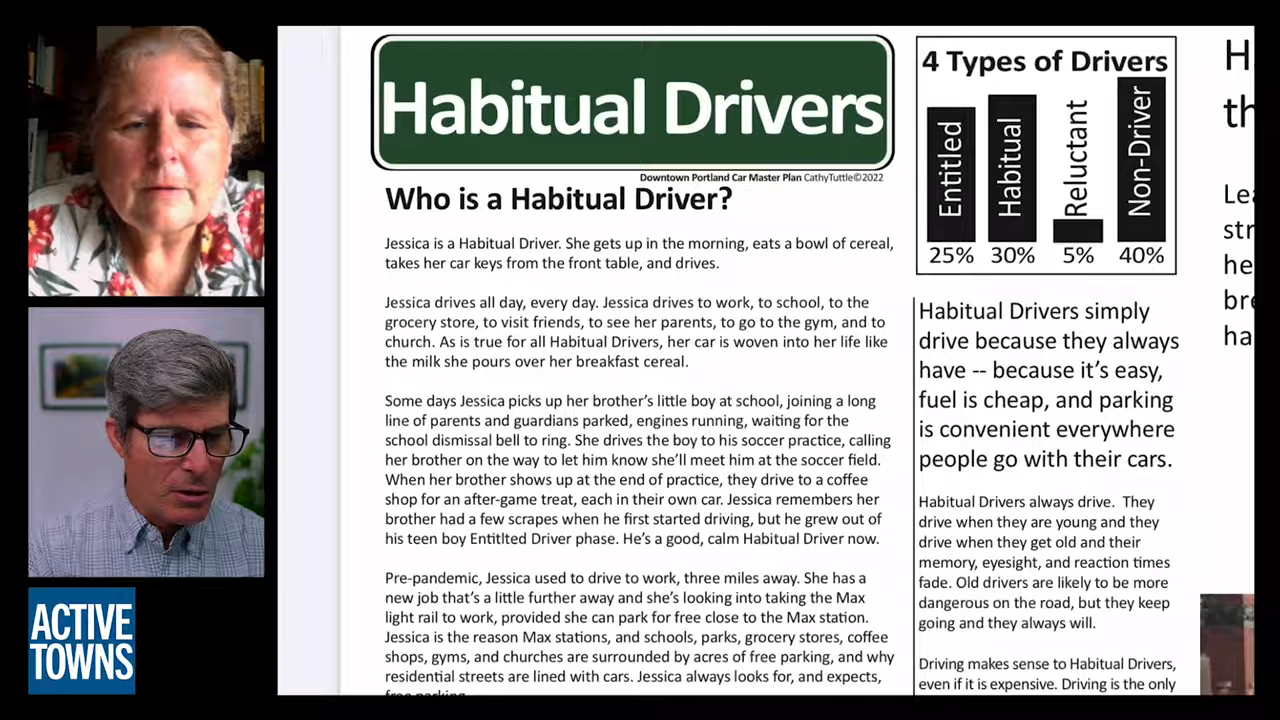 Habitual Drivers
Downtown Portland Car Master Plan CathyTuttle©2022
Who is a Habitual Driver?
Jessica is a Habitual Driver. She gets up in the morning, eats a bowl of cereal,
takes her car keys from the front table, and drives.
Jessica drives all day, every day. Jessica drives to work, to school, to the
grocery store, to visit friends, to see her parents, to go to the gym, and to
church. As is true for all Habitual Drivers, her car is woven into her life like
the milk she pours over her breakfast cereal.
Some days Jessica picks up her brother's little boy at school, joining a long
line of parents and guardians parked, engines running, waiting for the
school dismissal bell to ring. She drives the boy to his soccer practice, calling
her brother on the way to let him know she'll meet him at the soccer field.
When her brother shows up at the end of practice, they drive to a coffee
shop for an after-game treat, each in their own car. Jessica remembers her
brother had a few scrapes when he first started driving, but he grew out of
his teen boy Entitlted Driver phase. He's a good, calm Habitual Driver now.
Pre-pandemic, Jessica used to drive to work, three miles away. She has a
new job that's a little further away and she's looking into taking the Max
light rail to work, provided she can park for free close to the Max station.
Jessica is the reason Max stations, and schools, parks, grocery stores, coffee
shops, gyms, and churches are surrounded by acres of free parking, and why
residential streets are lined with cars. Jessica always looks for, and expects,
free parking
4 Types of Drivers
Entitled
Habitual
Reluctant
Non-Driver
25% 30% 5% 40%
Habitual Drivers simply
drive because they always
have -- because it's easy,
fuel is cheap, and parking
is convenient everywhere
people go with their cars.
Habitual Drivers always drive. They
drive when they are young and they
drive when they get old and their
memory, eyesight, and reaction times
fade. Old drivers are likely to be more
dangerous on the road, but they keep
going and they always will.
Driving makes sense to Habitual Drivers,
even if it is expensive. Driving is the only
H
th
Lea
str
he
bre
ha
ACTIVE
TOWNS